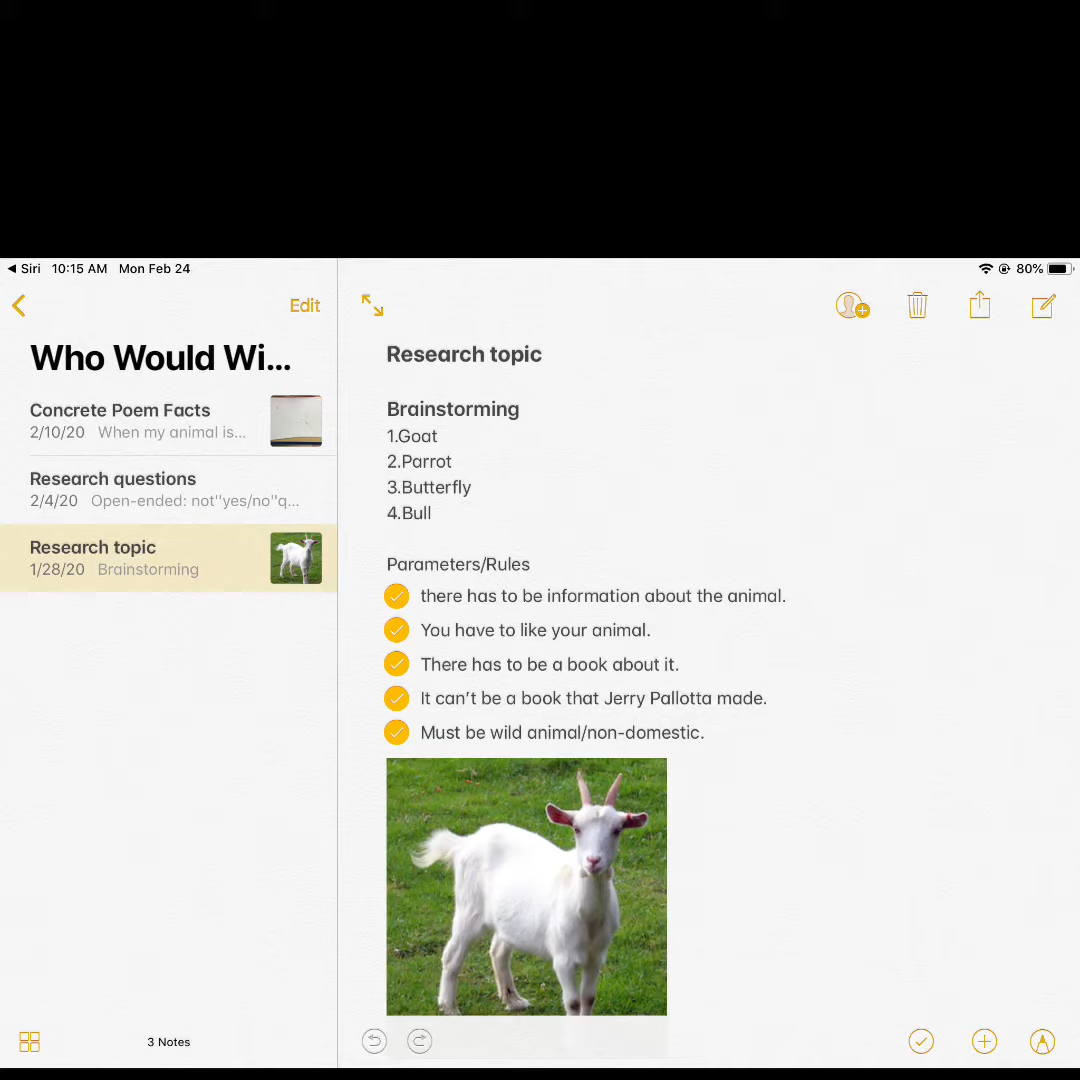 ◀ Siri 10:15 AM Mon Feb 24
80%
Edit
Who Would Wi...
Concrete Poem Facts
2/10/20 When my animal is...
Research questions
2/4/20 Open-ended: not"yes/no"q...
Research topic
1/28/20 Brainstorming
3 Notes
Research topic
Brainstorming
1.Goat
2.Parrot
3.Butterfly
4.Bull
Parameters/Rules
there has to be information about the animal.
You have to like your animal.
There has to be a book about it.
It can't be a book that Jerry Pallotta made.
Must be wild animal/non-domestic.